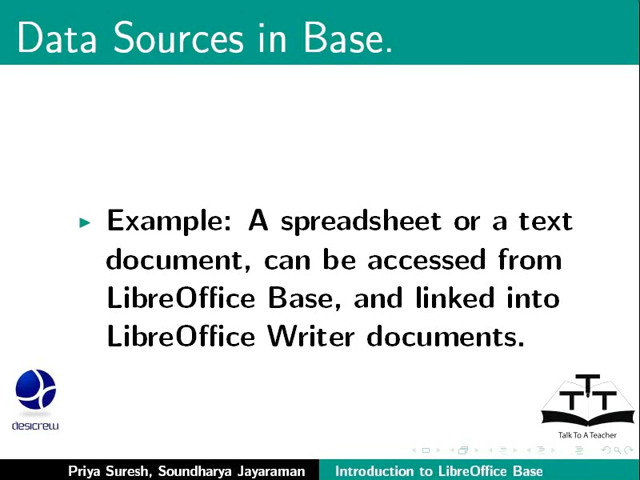 Data Sources in Base.
Example: A spreadsheet or a text
document, can be accessed from
LibreOffice Base, and linked into
LibreOffice Writer documents.
desicrew
TTT
Talk To A Teacher
Priya Suresh, Soundharya Jayaraman
Introduction to LibreOffice Base